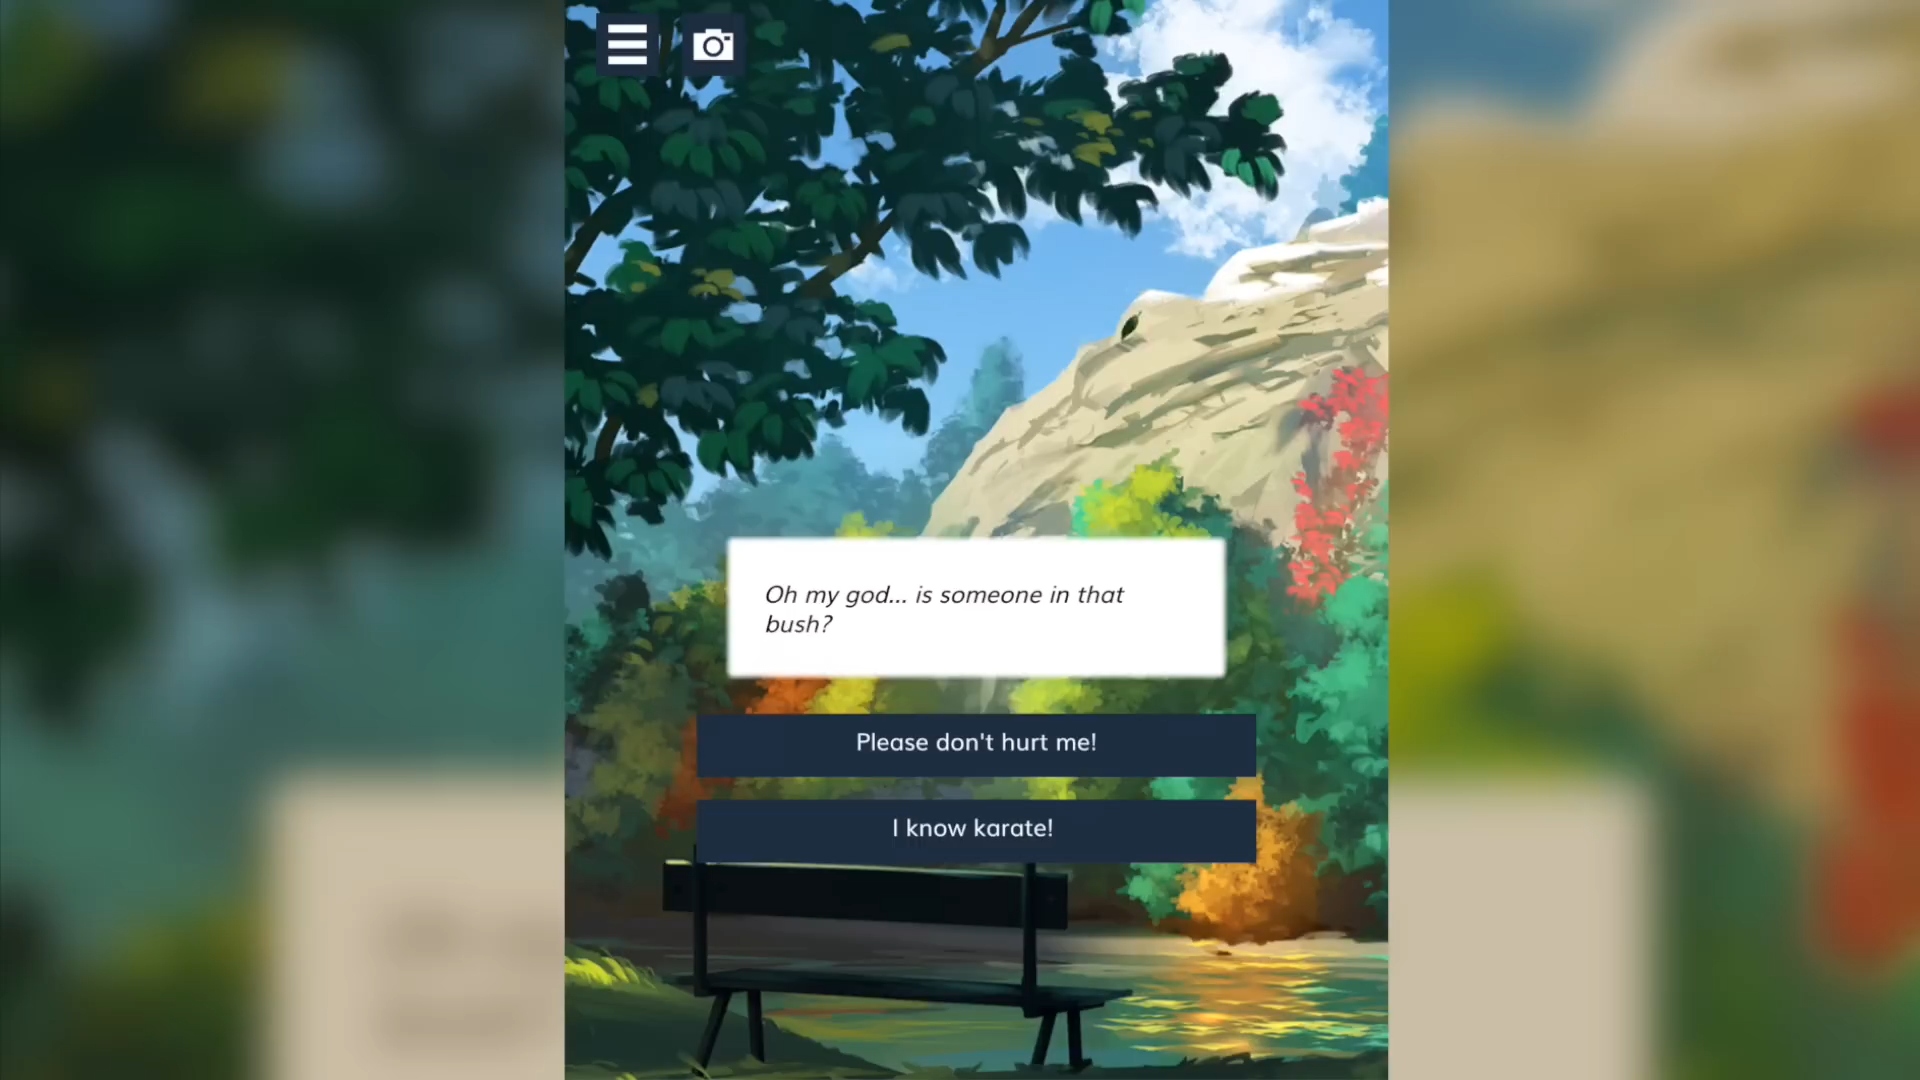 Oh my god... is someone in that
bush?
Please don't hurt me!
I know karate!